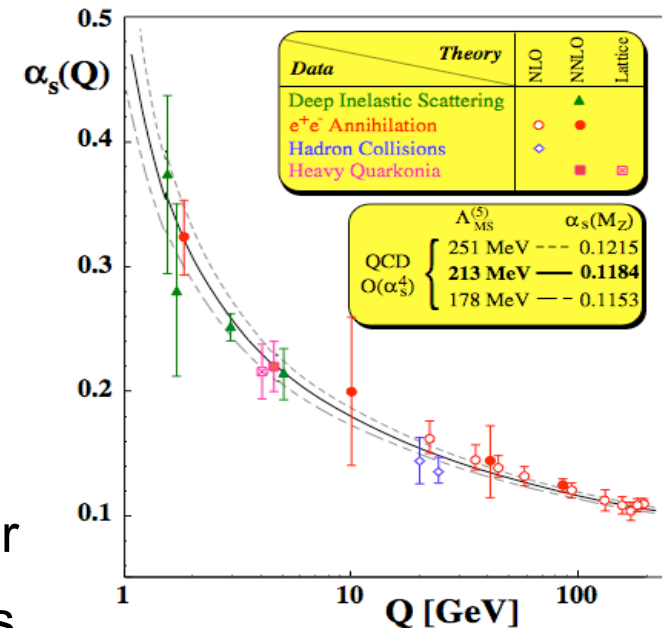 0.5
αs(Q)
0.4
0.3
0.2
0.1
Theory
Data
NLO
NNLO
Lattice
Deep Inelastic Scattering
e+e- Annihilation
Hadron Collisions
Heavy Quarkonia
Λ(5)MS αs(MZ)
QCD
O(αs4)
251 MeV 0.1215
213 MeV 0.1184
178 MeV 0.1153
1 10 100
Q [GeV]
r
s